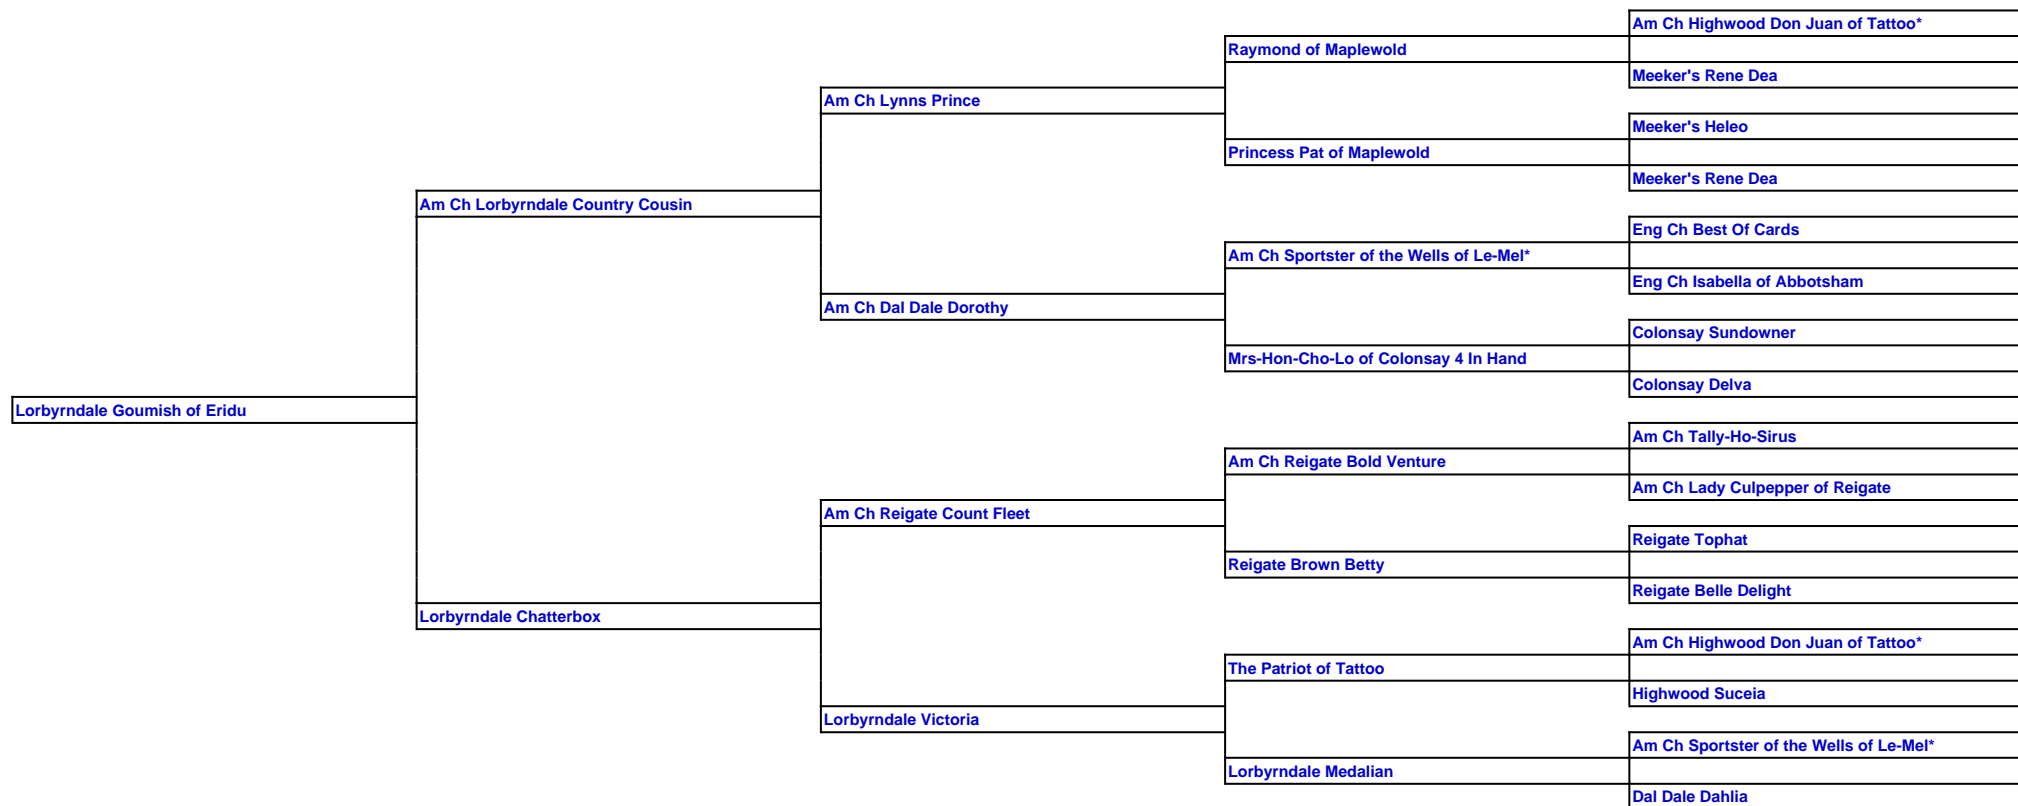 Am Ch Highwood Don Juan of Tattoo*
Raymond of Maplewold
Meeker's Rene Dea
Am Ch Lynns Prince
Meeker's Heleo
Princess Pat of Maplewold
Meeker's Rene Dea
Am Ch Lorbyrndale Country Cousin
Eng Ch Best Of Cards
Am Ch Sportster of the Wells of Le-Mel*
Eng Ch Isabella of Abbotsham
Am Ch Dal Dale Dorothy
Colonsay Sundowner
Mrs-Hon-Cho-Lo of Colonsay 4 In Hand
Colonsay Delva
Lorbyrndale Goumish of Eridu
Am Ch Tally-Ho-Sirus
Am Ch Reigate Bold Venture
Am Ch Lady Culpepper of Reigate
Am Ch Reigate Count Fleet
Reigate Tophat
Reigate Brown Betty
Reigate Belle Delight
Lorbyrndale Chatterbox
Am Ch Highwood Don Juan of Tattoo*
The Patriot of Tattoo
Highwood Suceia
Lorbyrndale Victoria
Am Ch Sportster of the Wells of Le-Mel*
Lorbyrndale Medalian
Dal Dale Dahlia